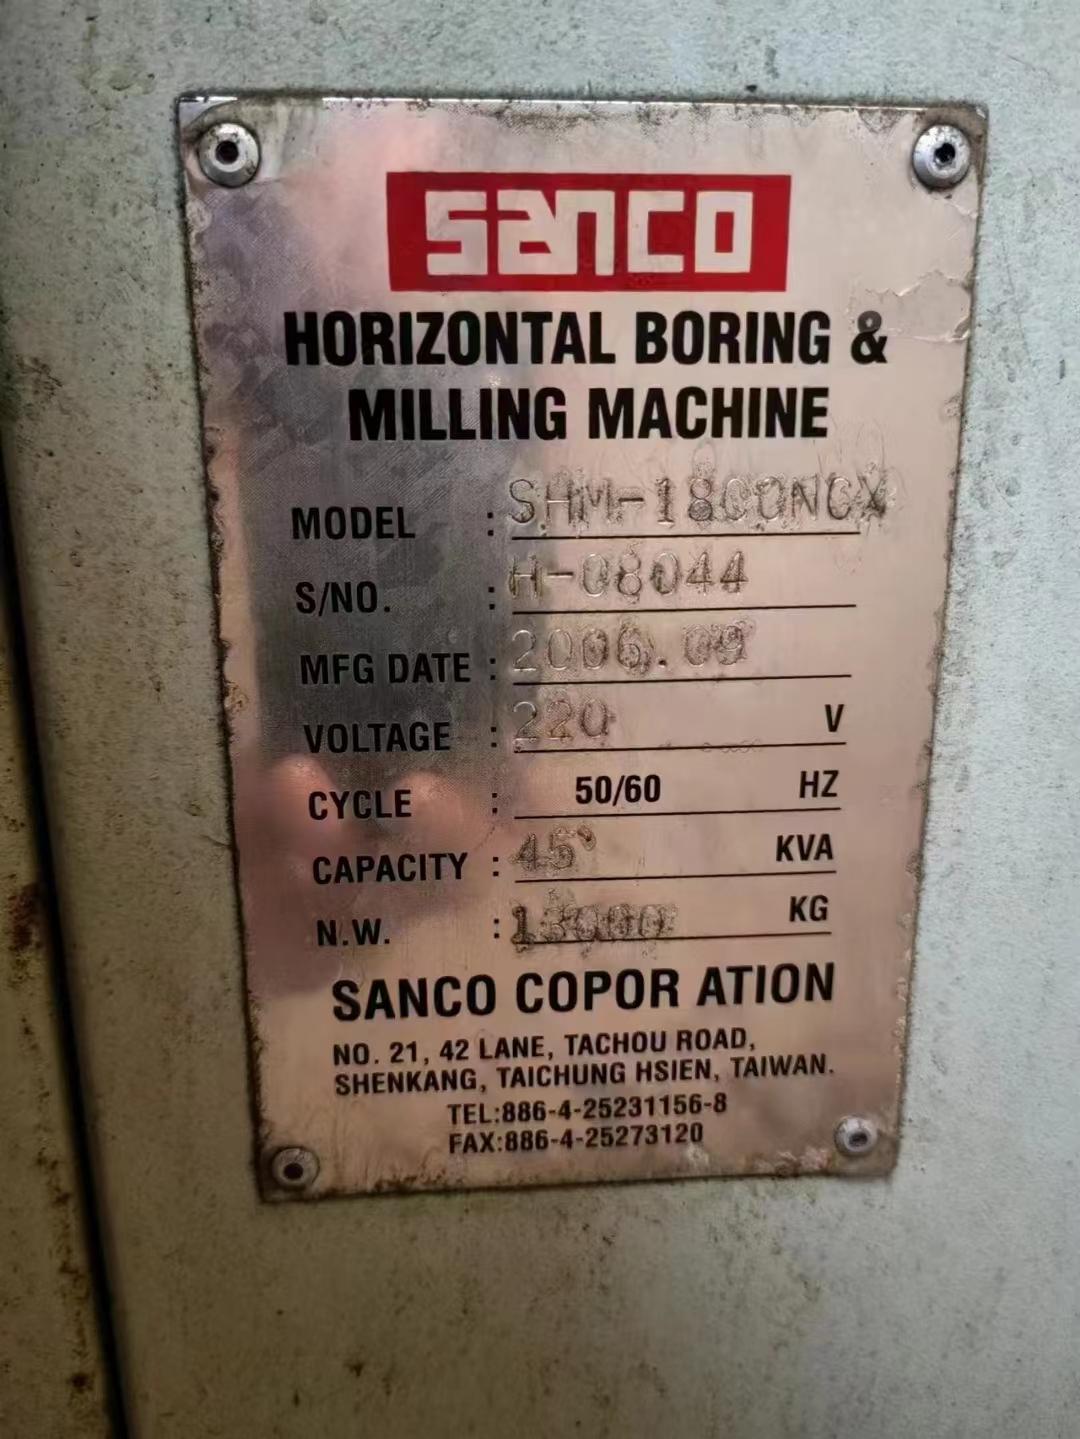 SANCO
HORIZONTAL BORING &
MILLING MACHINE
MODEL : SHM-1800NCX
S/NO. : H-08044
MFG DATE : 2006.09
VOLTAGE : 220 V
CYCLE : 50/60 HZ
CAPACITY : 45 KVA
N.W. : 13000 KG
SANCO COPOR ATION
NO. 21, 42 LANE, TACHOU ROAD,
SHENKANG, TAICHUNG HSIEN, TAIWAN.
TEL:886-4-25231156-8
FAX:886-4-25273120